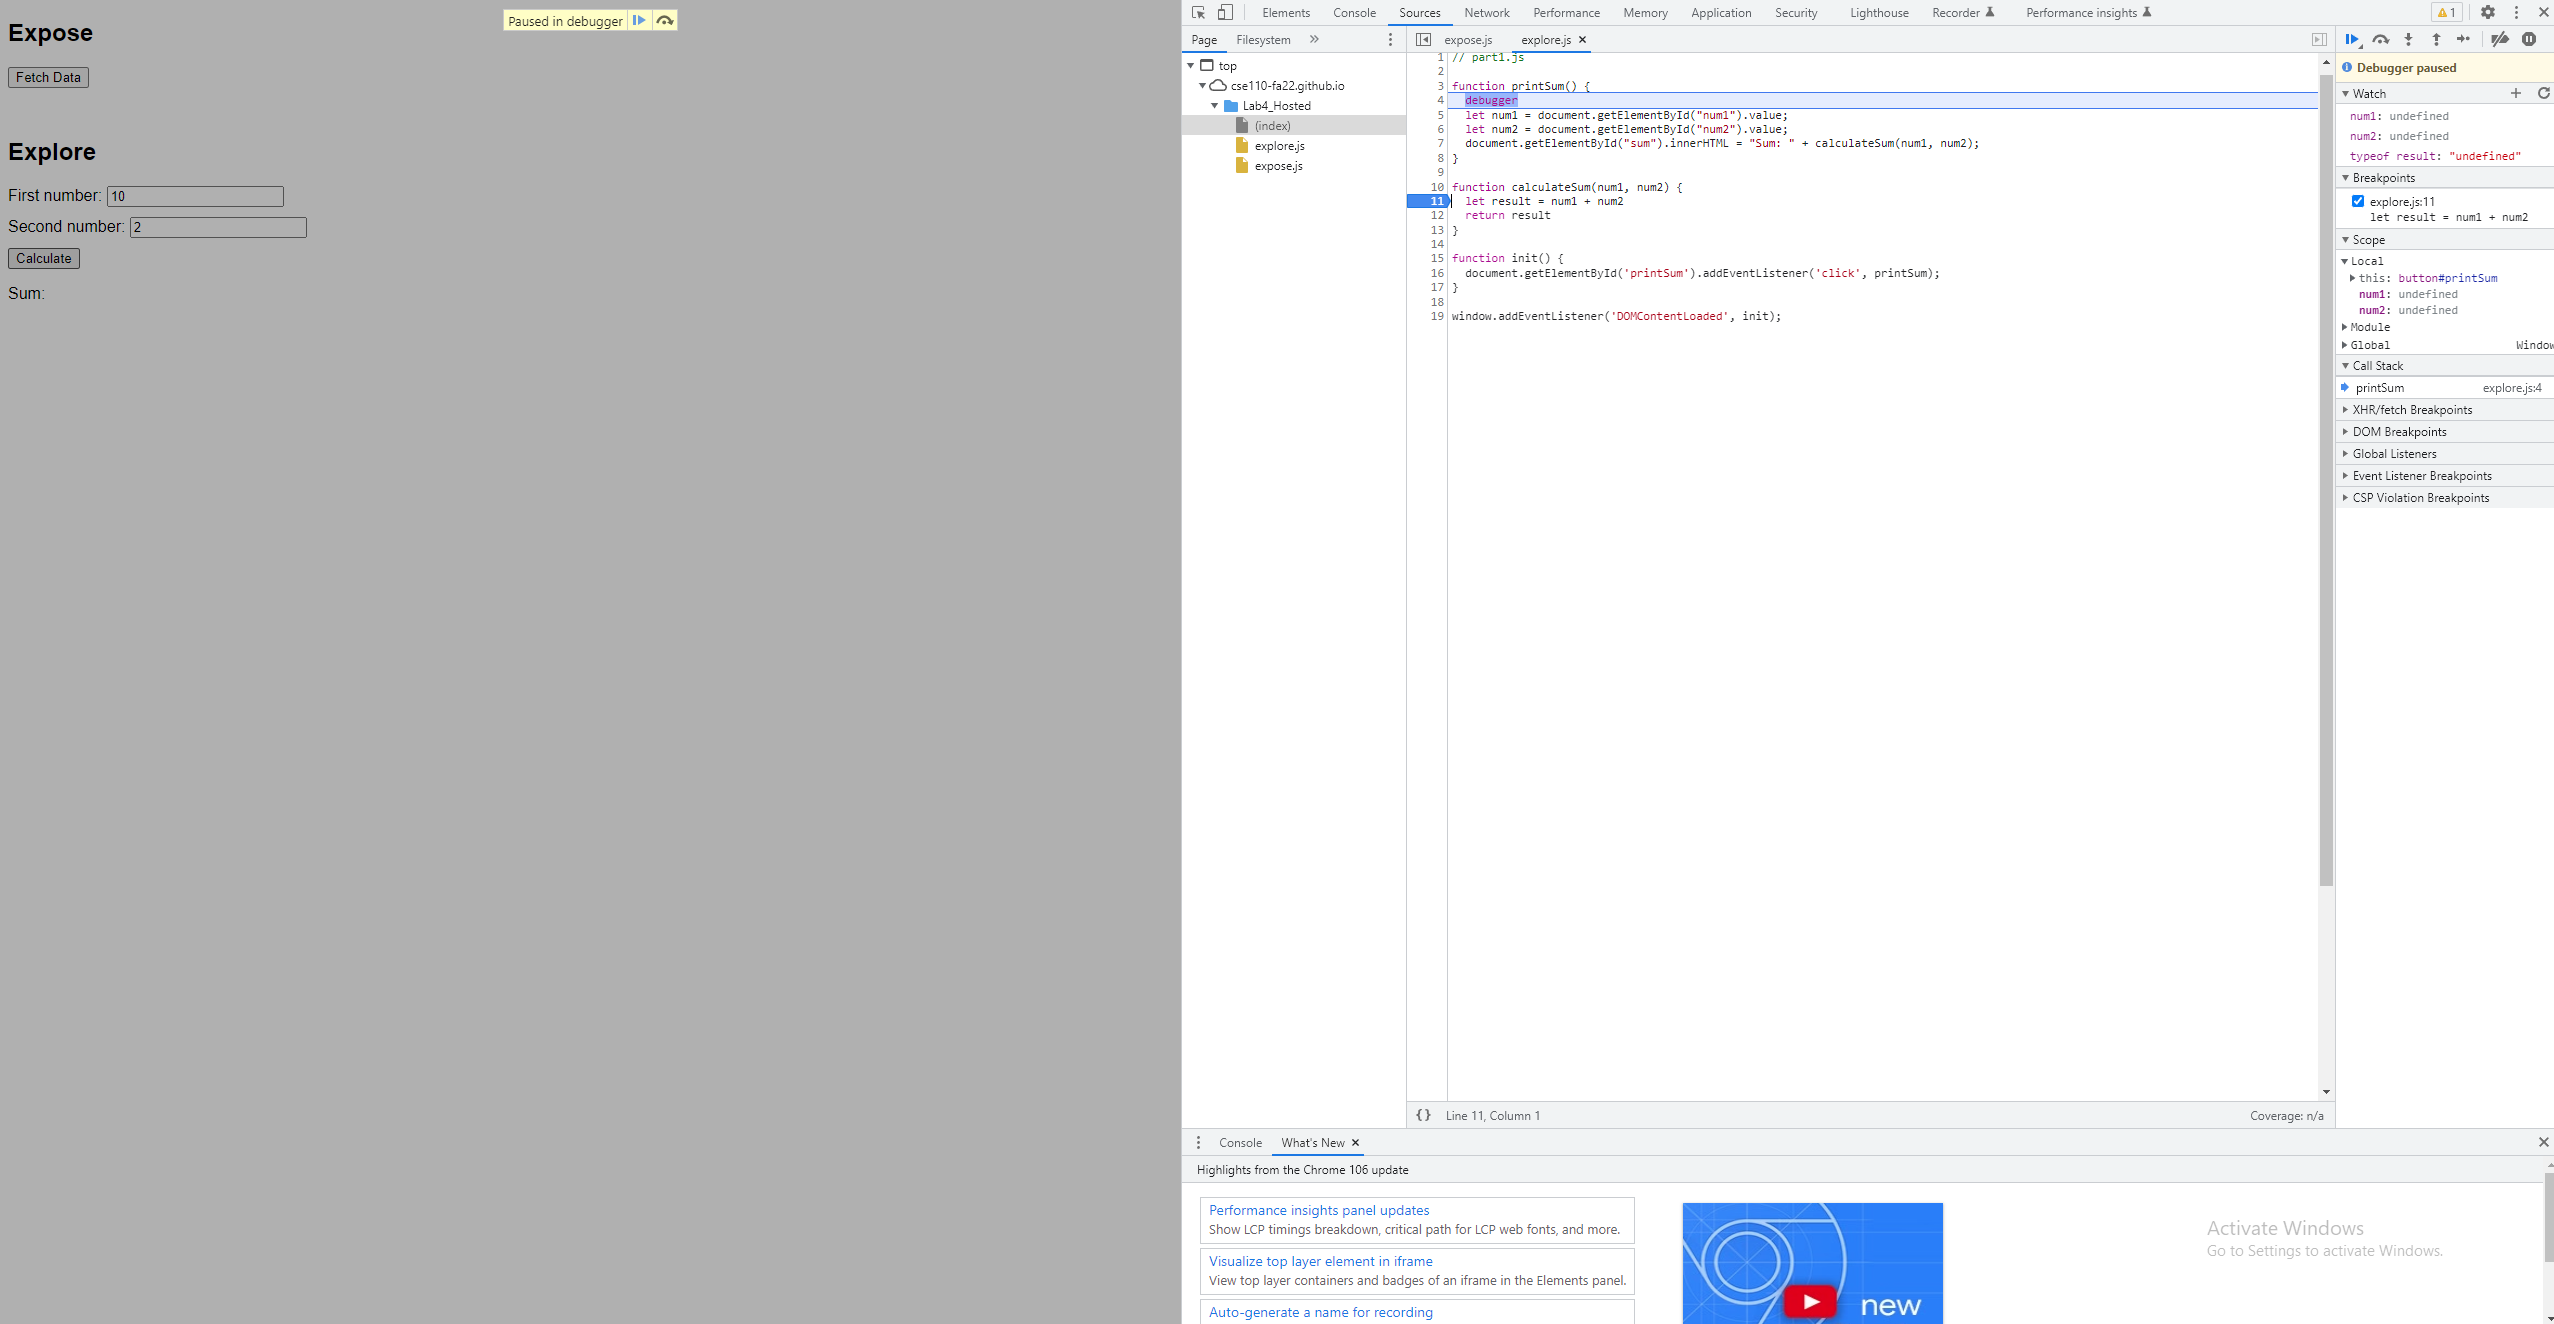 Expose
Paused in debugger
Fetch Data
Explore
First number: 10
Second number: 2
Calculate
Sum:
Elements Console Sources Network Performance Memory Application Security Lighthouse Recorder Performance insights 1
Page Filesystem » expose.js explore.js
top
cse110-fa22.github.io
Lab4_Hosted
(index)
explore.js
expose.js
1 // part1.js
2
3 function printSum() {
4 debugger
5 let num1 = document.getElementById("num1").value;
6 let num2 = document.getElementById("num2").value;
7 document.getElementById("sum").innerHTML = "Sum: " + calculateSum(num1, num2);
8 }
9
10 function calculateSum(num1, num2) {
11 let result = num1 + num2
12 return result
13 }
14
15 function init() {
16 document.getElementById('printSum').addEventListener('click', printSum);
17 }
18
19 window.addEventListener('DOMContentLoaded', init);
{ } Line 11, Column 1 Coverage: n/a
Debugger paused
Watch
num1: undefined
num2: undefined
typeof result: "undefined"
Breakpoints
explore.js:11
let result = num1 + num2
Scope
Local
this: button#printSum
num1: undefined
num2: undefined
Module
Global Window
Call Stack
printSum explore.js:4
XHR/fetch Breakpoints
DOM Breakpoints
Global Listeners
Event Listener Breakpoints
CSP Violation Breakpoints
Console What's New
Highlights from the Chrome 106 update
Performance insights panel updates
Show LCP timings breakdown, critical path for LCP web fonts, and more.
Visualize top layer element in iframe
View top layer containers and badges of an iframe in the Elements panel.
Auto-generate a name for recording
new
Activate Windows
Go to Settings to activate Windows.